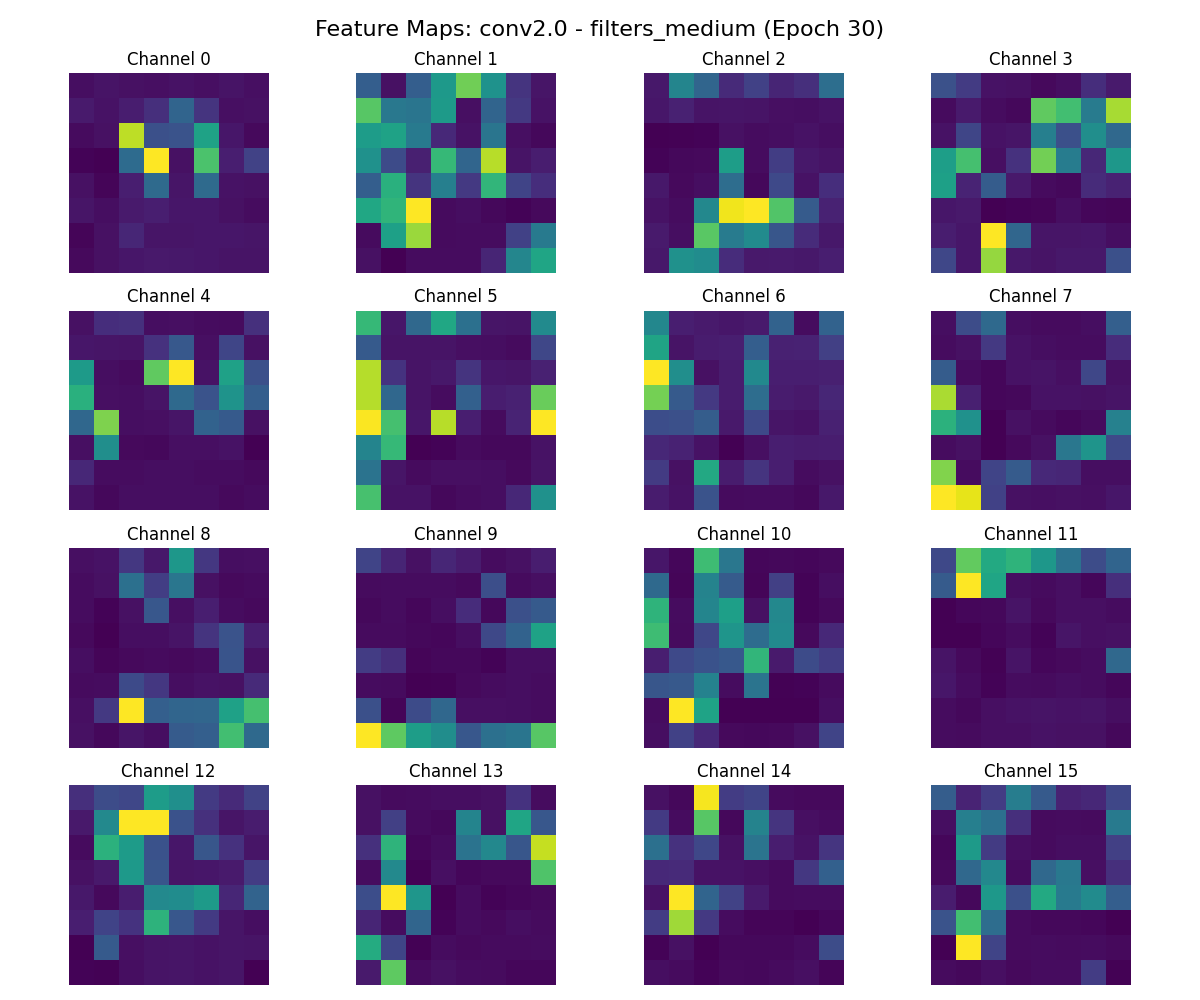 Feature Maps: conv2.0 - filters_medium (Epoch 30)
Channel 0
Channel 1
Channel 2
Channel 3
Channel 4
Channel 5
Channel 6
Channel 7
Channel 8
Channel 9
Channel 10
Channel 11
Channel 12
Channel 13
Channel 14
Channel 15